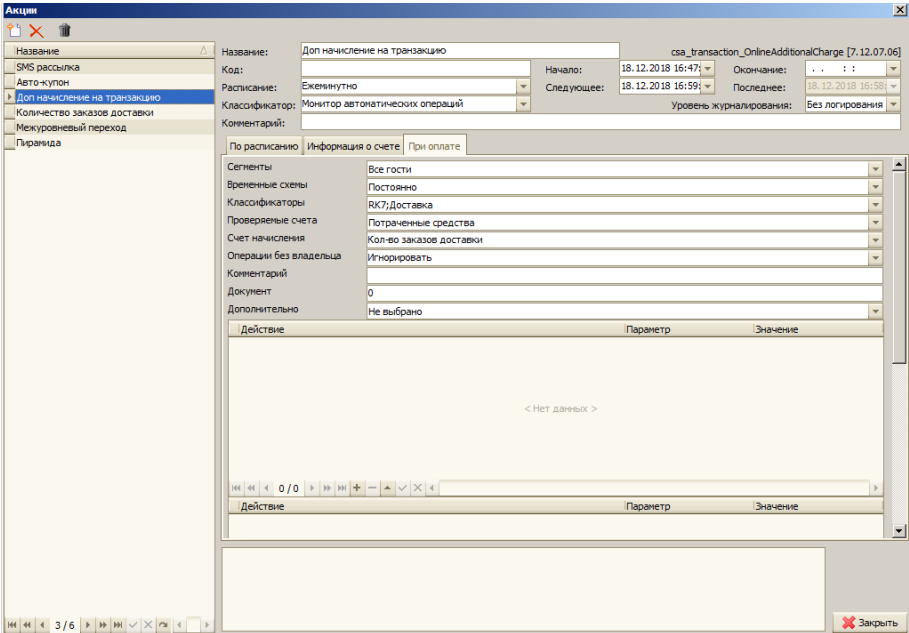 Акции
Название
SMS рассылка
Авто-купон
Доп начисление на транзакцию
Количество заказов доставки
Межуровневый переход
Пирамида
3 / 6
Название: Доп начисление на транзакцию csa_transaction_OnlineAdditionalCharge [7.12.07.06]
Код: Начало: 18.12.2018 16:47: Окончание: . . : :
Расписание: Ежеминутно Следующее: 18.12.2018 16:59: Последнее: 18.12.2018 16:58:
Классификатор: Монитор автоматических операций Уровень журналирования: Без логирования
Комментарий:
По расписанию Информация о счете При оплате
Сегменты Все гости
Временные схемы Постоянно
Классификаторы RK7;Доставка
Проверяемые счета Потраченные средства
Счет начисления Кол-во заказов доставки
Операции без владельца Игнорировать
Комментарий
Документ 0
Дополнительно Не выбрано
Действие Параметр Значение
< Нет данных >
0 / 0
Действие Параметр Значение
Закрыть